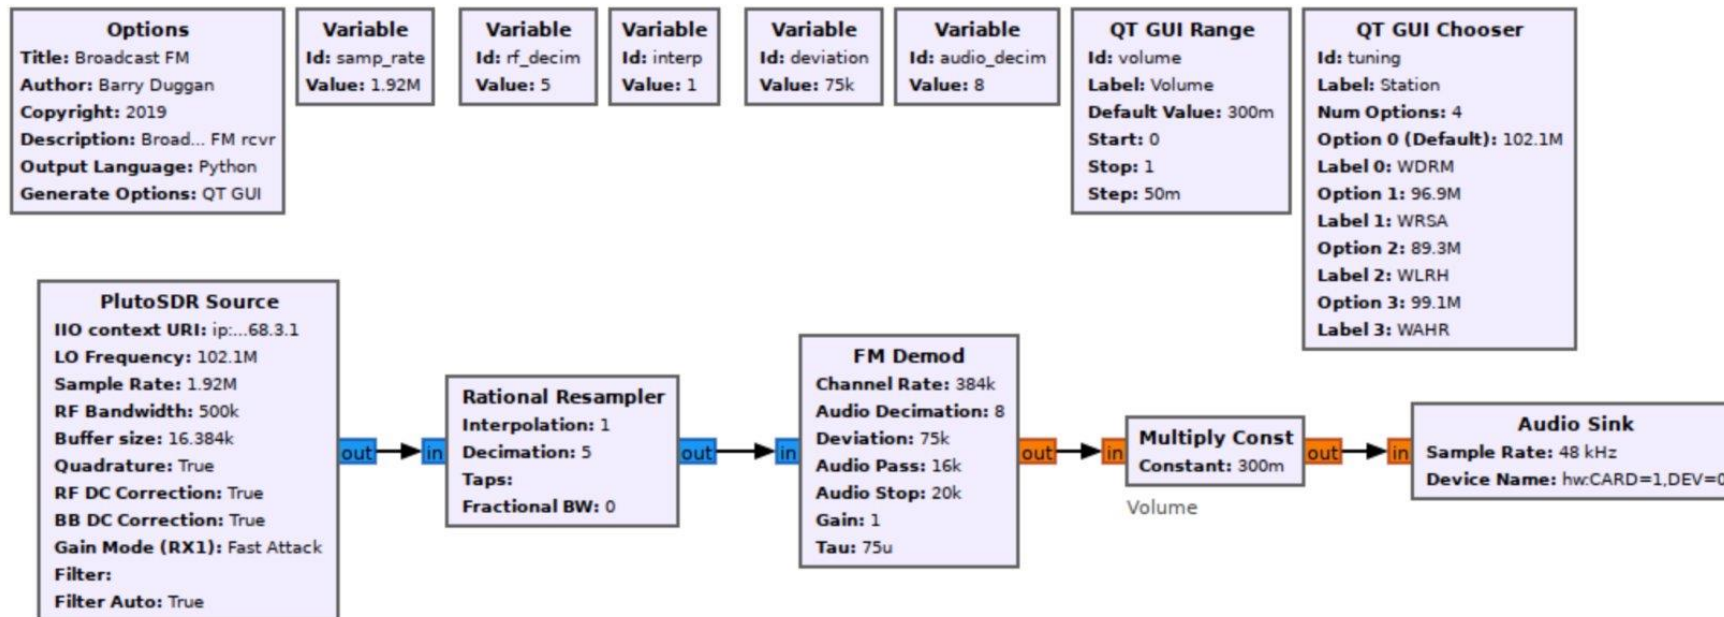 Options
Title: Broadcast FM
Author: Barry Duggan
Copyright: 2019
Description: Broad... FM rcvr
Output Language: Python
Generate Options: QT GUI
Variable
Id: samp_rate
Value: 1.92M
Variable
Id: rf_decim
Value: 5
Variable
Id: interp
Value: 1
Variable
Id: deviation
Value: 75k
Variable
Id: audio_decim
Value: 8
QT GUI Range
Id: volume
Label: Volume
Default Value: 300m
Start: 0
Stop: 1
Step: 50m
QT GUI Chooser
Id: tuning
Label: Station
Num Options: 4
Option 0 (Default): 102.1M
Label 0: WDRM
Option 1: 96.9M
Label 1: WRSA
Option 2: 89.3M
Label 2: WLRH
Option 3: 99.1M
Label 3: WAHR
PlutoSDR Source
IIO context URI: ip:...68.3.1
LO Frequency: 102.1M
Sample Rate: 1.92M
RF Bandwidth: 500k
Buffer size: 16.384k
Quadrature: True
RF DC Correction: True
BB DC Correction: True
Gain Mode (RX1): Fast Attack
Filter:
Filter Auto: True
out
in
Rational Resampler
Interpolation: 1
Decimation: 5
Taps:
Fractional BW: 0
out
in
FM Demod
Channel Rate: 384k
Audio Decimation: 8
Deviation: 75k
Audio Pass: 16k
Audio Stop: 20k
Gain: 1
Tau: 75u
out
in
Multiply Const
Constant: 300m
Volume
out
in
Audio Sink
Sample Rate: 48 kHz
Device Name: hw:CARD=1,DEV=0